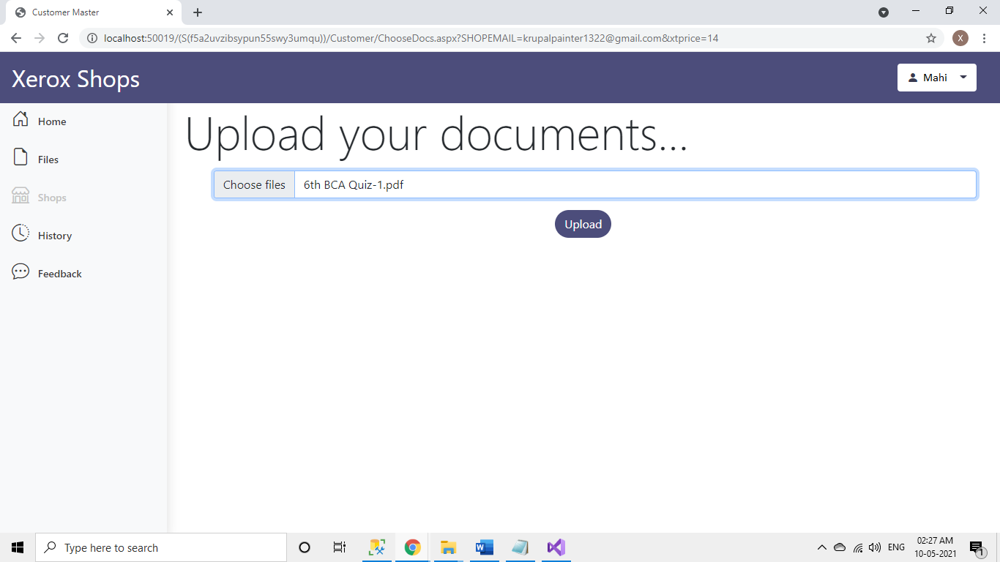 Customer Master
localhost:50019/(S(f5a2uvzibsypun55swy3umqu))/Customer/ChooseDocs.aspx?SHOPEMAIL=krupalpainter1322@gmail.com&xtprice=14
X
Xerox Shops
Mahi
Home
Files
Shops
History
Feedback
Upload your documents...
Choose files 6th BCA Quiz-1.pdf
Upload
Type here to search
ENG
02:27 AM
10-05-2021
1